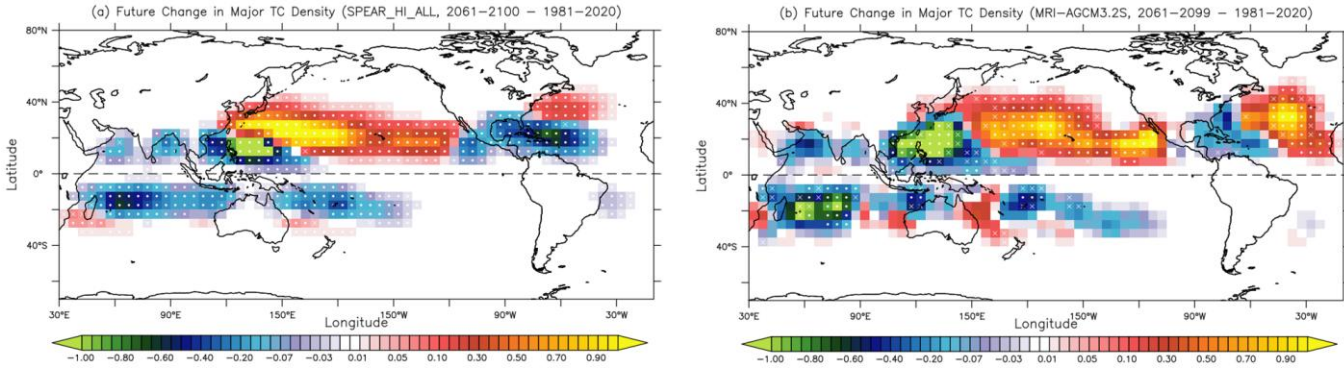 (a) Future Change in Major TC Density (SPEAR_HI_ALL, 2061-2100 - 1981-2020)
80°N
40°N
0°
40°S
Latitude
30°E 90°E 150°E 150°W 90°W 30°W
Longitude
-1.00 -0.80 -0.60 -0.40 -0.20 -0.07 -0.03 0.01 0.05 0.10 0.30 0.50 0.70 0.90
(b) Future Change in Major TC Density (MRI-AGCM3.2S, 2061-2099 - 1981-2020)
80°N
40°N
0°
40°S
Latitude
30°E 90°E 150°E 150°W 90°W 30°W
Longitude
-1.00 -0.80 -0.60 -0.40 -0.20 -0.07 -0.03 0.01 0.05 0.10 0.30 0.50 0.70 0.90